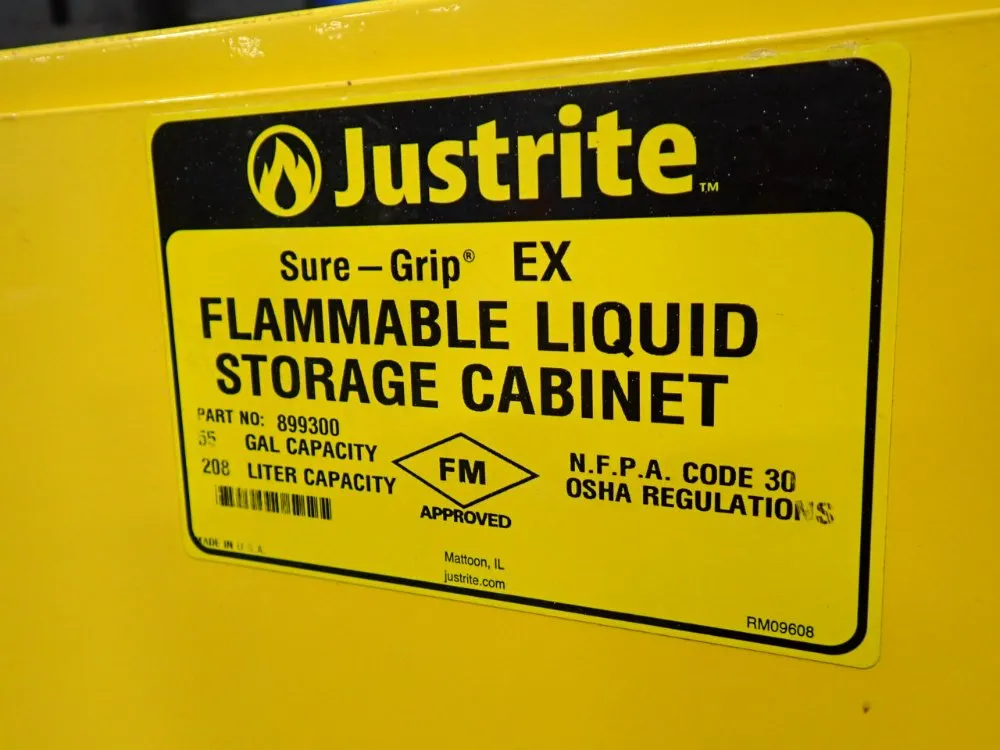 Justrite™
Sure-Grip® EX
FLAMMABLE LIQUID
STORAGE CABINET
PART NO: 899300
55 GAL CAPACITY
208 LITER CAPACITY
FM
APPROVED
N.F.P.A. CODE 30
OSHA REGULATIONS
MADE IN U.S.A.
Mattoon, IL
justrite.com
RM09608